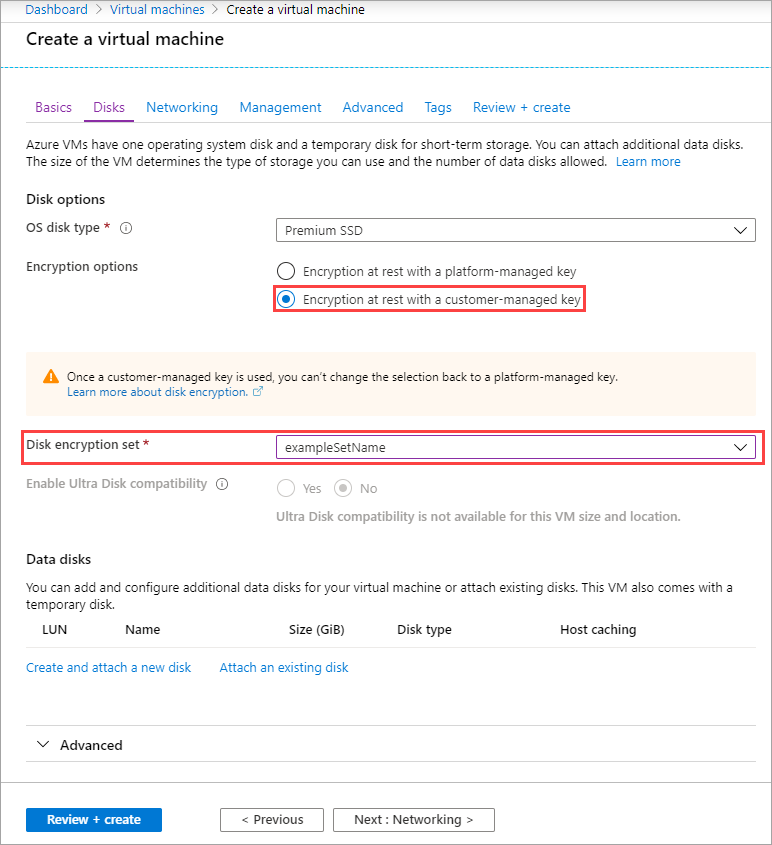 Dashboard > Virtual machines > Create a virtual machine
Create a virtual machine
Basics Disks Networking Management Advanced Tags Review + create
Azure VMs have one operating system disk and a temporary disk for short-term storage. You can attach additional data disks.
The size of the VM determines the type of storage you can use and the number of data disks allowed. Learn more
Disk options
OS disk type * Premium SSD
Encryption options
Encryption at rest with a platform-managed key
Encryption at rest with a customer-managed key
Once a customer-managed key is used, you can't change the selection back to a platform-managed key.
Learn more about disk encryption.
Disk encryption set * exampleSetName
Enable Ultra Disk compatibility Yes No
Ultra Disk compatibility is not available for this VM size and location.
Data disks
You can add and configure additional data disks for your virtual machine or attach existing disks. This VM also comes with a
temporary disk.
LUN Name Size (GiB) Disk type Host caching
Create and attach a new disk Attach an existing disk
Advanced
Review + create < Previous Next : Networking >